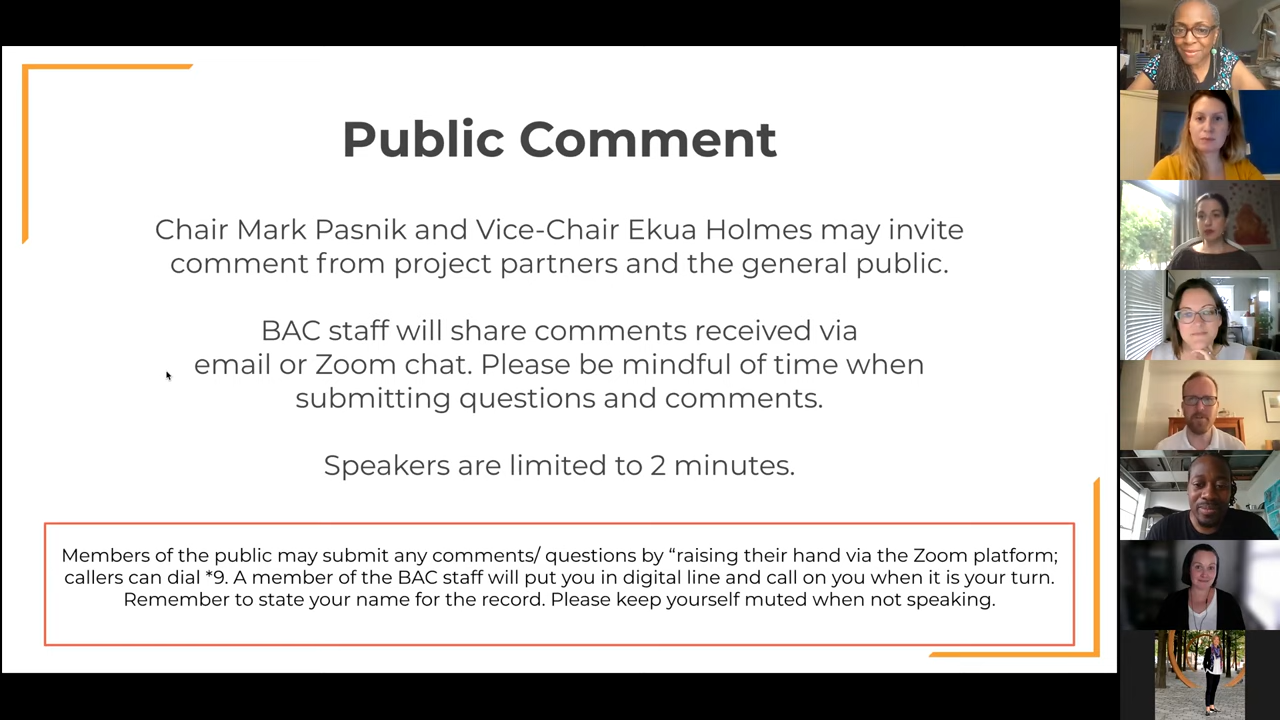 Public Comment
Chair Mark Pasnik and Vice-Chair Ekua Holmes may invite
comment from project partners and the general public.
BAC staff will share comments received via
email or Zoom chat. Please be mindful of time when
submitting questions and comments.
Speakers are limited to 2 minutes.
Members of the public may submit any comments/ questions by “raising their hand via the Zoom platform;
callers can dial *9. A member of the BAC staff will put you in digital line and call on you when it is your turn.
Remember to state your name for the record. Please keep yourself muted when not speaking.